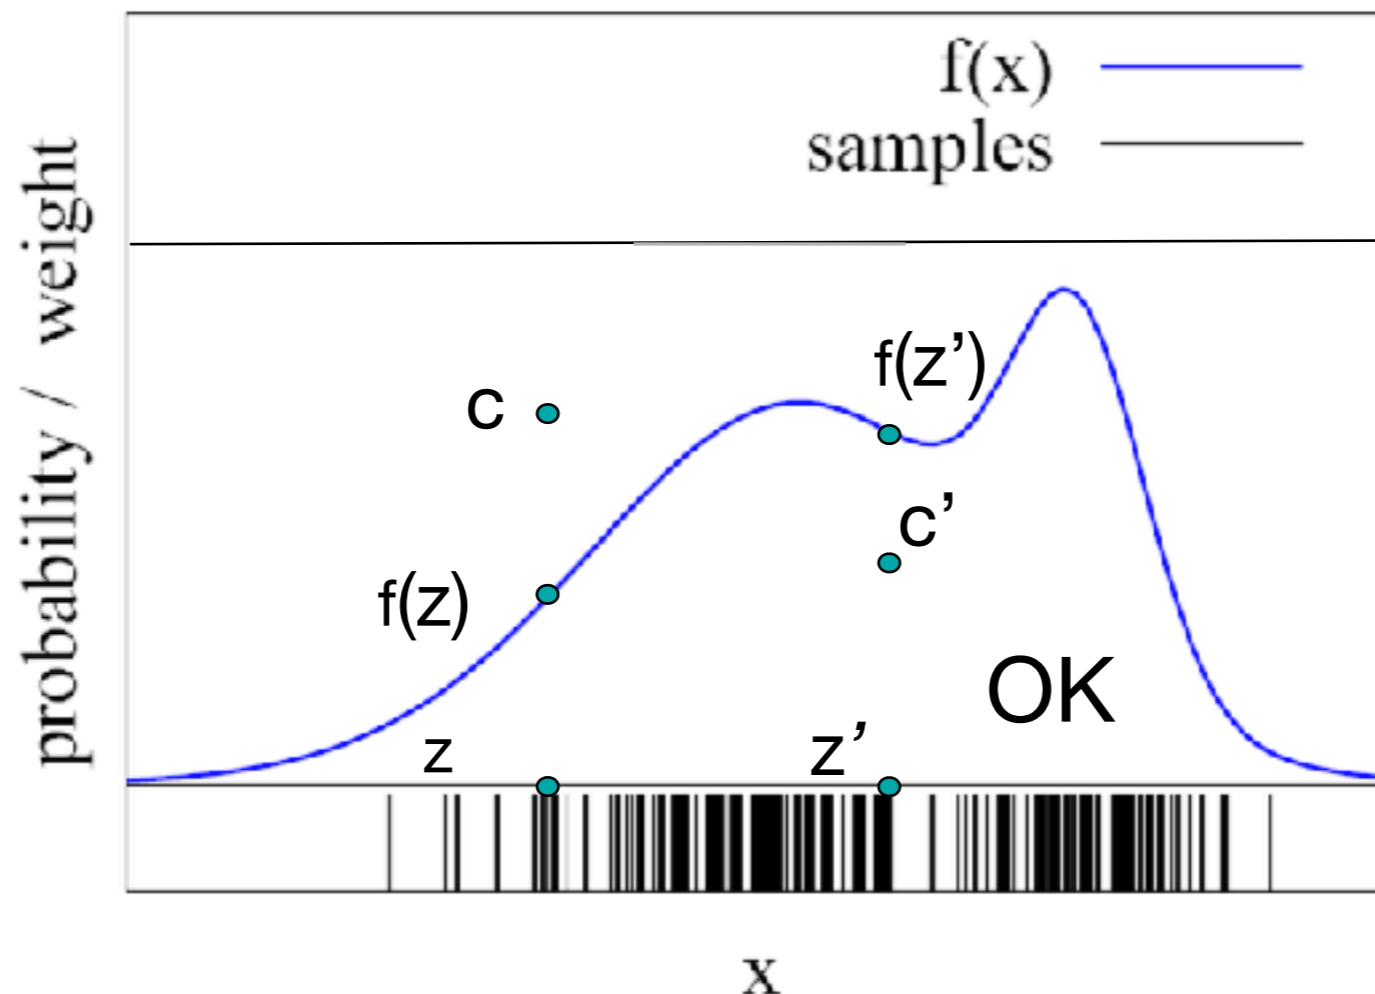 f(x)
samples
probability / weight
f(z’)
c
c’
f(z)
OK
z
z’
x